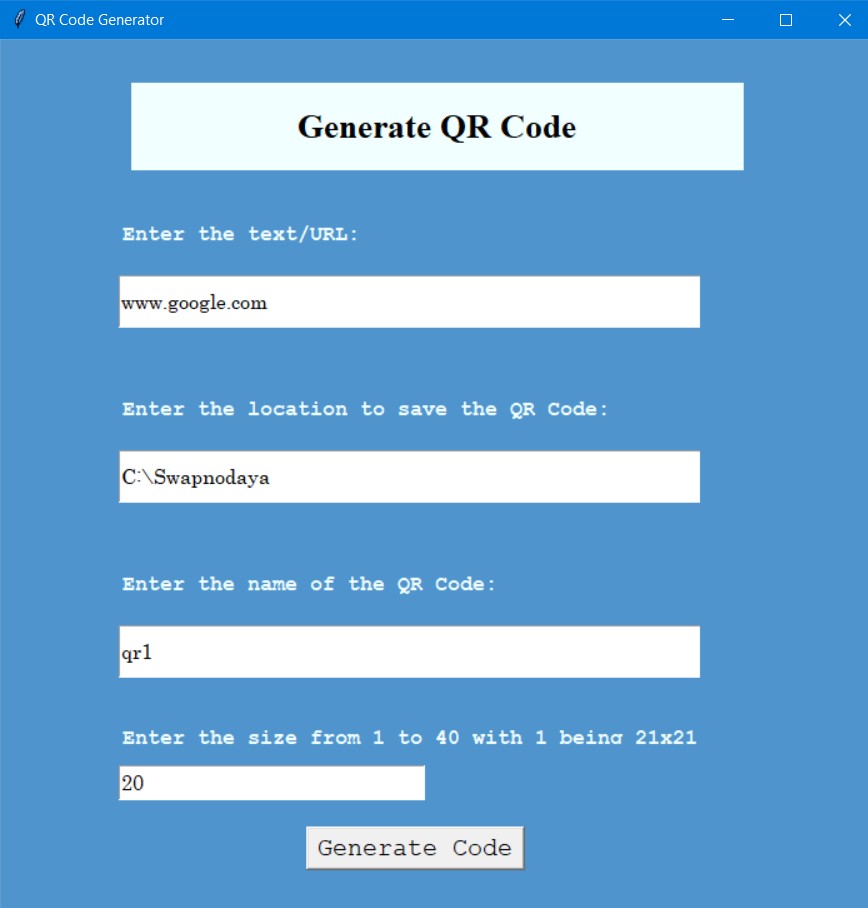 QR Code Generator
Generate QR Code
Enter the text/URL:
www.google.com
Enter the location to save the QR Code:
C:\Swapnodaya
Enter the name of the QR Code:
qr1
Enter the size from 1 to 40 with 1 being 21x21
20
Generate Code